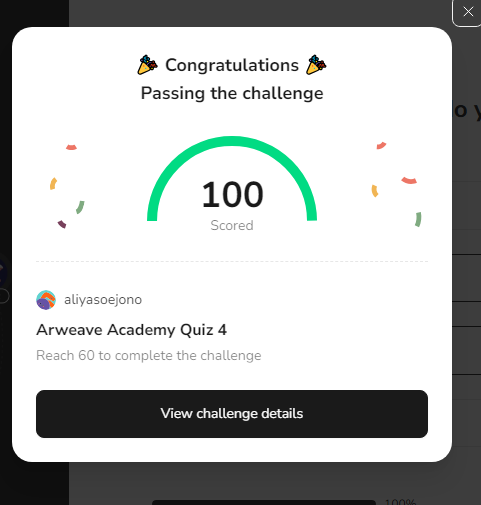 Congratulations
Passing the challenge
100
Scored
aliyasoejono
Arweave Academy Quiz 4
Reach 60 to complete the challenge
View challenge details
100%